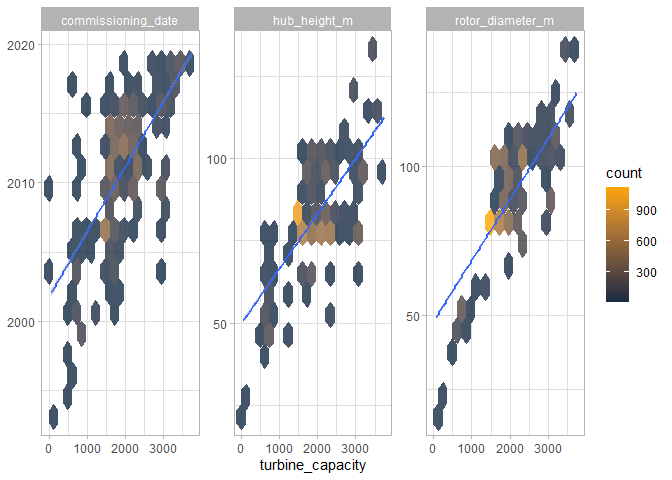 commissioning_date
hub_height_m
rotor_diameter_m
2020
2010
2000
100
50
100
50
0 1000 2000 3000
0 1000 2000 3000
0 1000 2000 3000
turbine_capacity
count
900
600
300